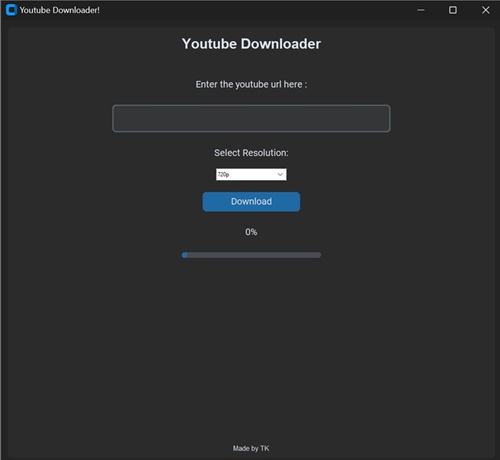 Youtube Downloader!
Youtube Downloader
Enter the youtube url here :
Select Resolution:
720p
Download
0%
Made by TK